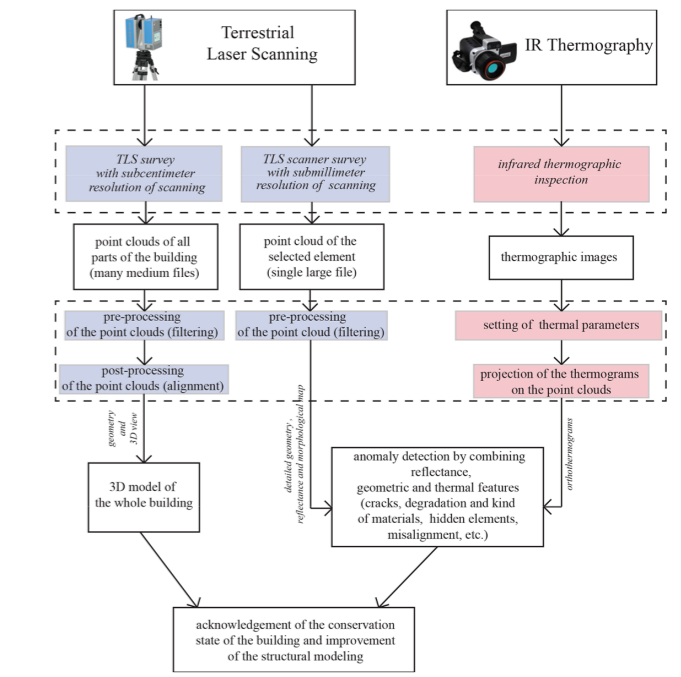 Terrestrial
Laser Scanning
IR Thermography
TLS survey
with subcentimeter
resolution of scanning
TLS scanner survey
with submillimeter
resolution of scanning
infrared thermographic
inspection
point clouds of all
parts of the building
(many medium files)
point cloud of the
selected element
(single large file)
thermographic images
pre-processing
of the point clouds (filtering)
pre-processing
of the point cloud (filtering)
setting of thermal parameters
post-processing
of the point clouds (alignment)
projection of the thermograms
on the point clouds
geometry
and
3D view
detailed geometry,
reflectance and morphological map
orthothermograms
3D model of
the whole building
anomaly detection by combining
reflectance,
geometric and thermal features
(cracks, degradation and kind
of materials, hidden elements,
misalignment, etc.)
acknowledgement of the conservation
state of the building and improvement
of the structural modeling